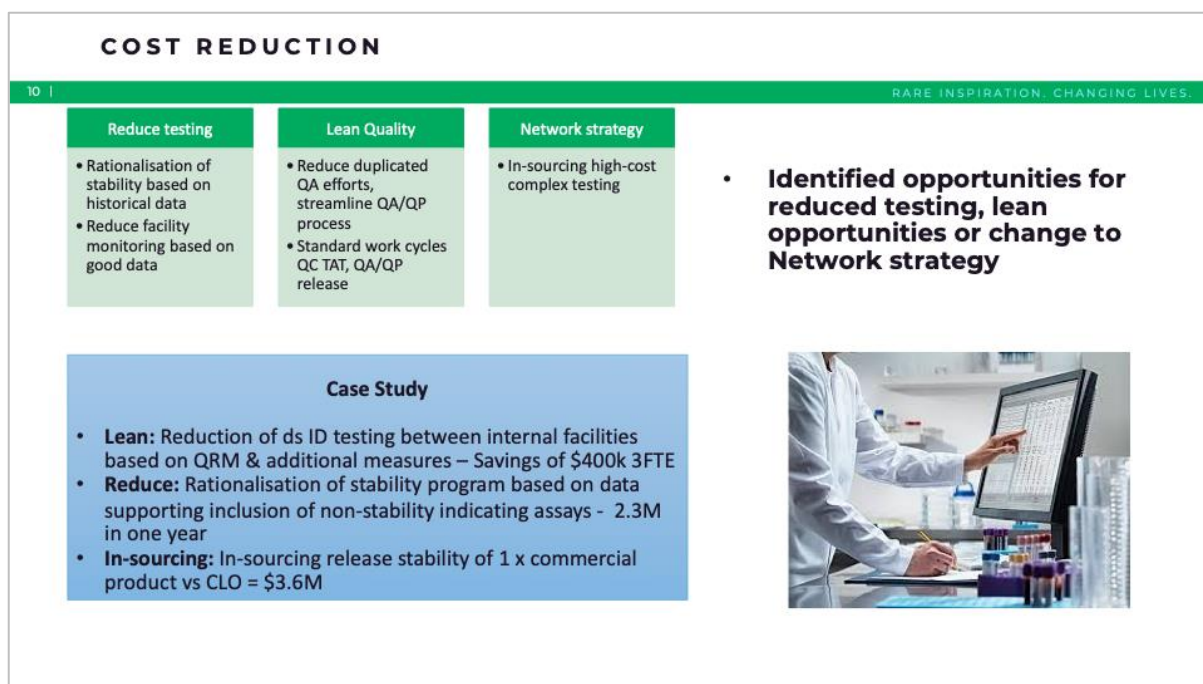 COST REDUCTION
10 |
RARE INSPIRATION. CHANGING LIVES.
Reduce testing
• Rationalisation of
stability based on
historical data
• Reduce facility
monitoring based on
good data
Lean Quality
• Reduce duplicated
QA efforts,
streamline QA/QP
process
• Standard work cycles
QC TAT, QA/QP
release
Network strategy
• In-sourcing high-cost
complex testing
• Identified opportunities for
reduced testing, lean
opportunities or change to
Network strategy
Case Study
• Lean: Reduction of ds ID testing between internal facilities
based on QRM & additional measures – Savings of $400k 3FTE
• Reduce: Rationalisation of stability program based on data
supporting inclusion of non-stability indicating assays - 2.3M
in one year
• In-sourcing: In-sourcing release stability of 1 x commercial
product vs CLO = $3.6M